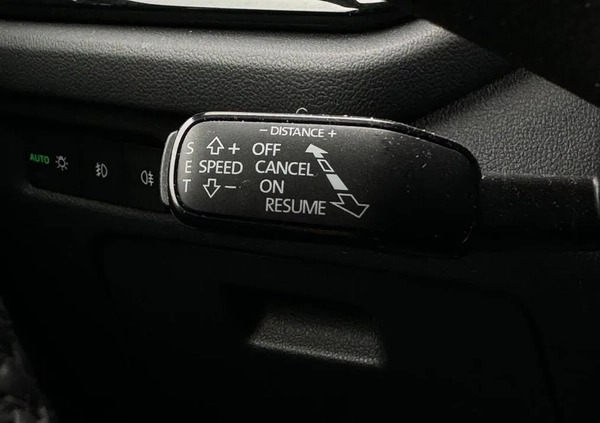 − DISTANCE +
S + OFF
E SPEED CANCEL
T − ON
RESUME
AUTO